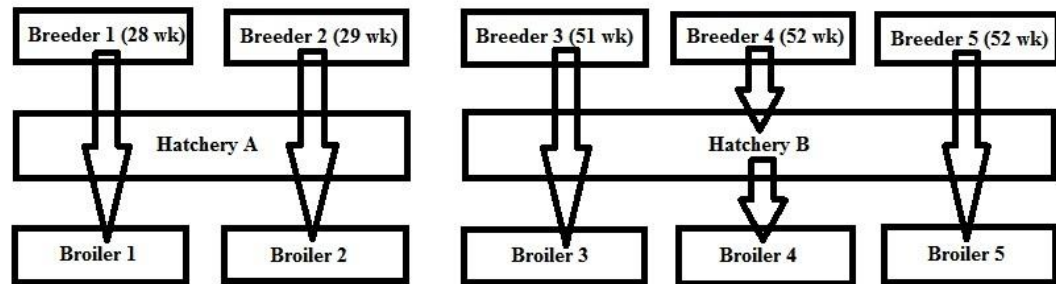 Breeder 1 (28 wk)
Breeder 2 (29 wk)
Breeder 3 (51 wk)
Breeder 4 (52 wk)
Breeder 5 (52 wk)
Hatchery A
Hatchery B
Broiler 1
Broiler 2
Broiler 3
Broiler 4
Broiler 5